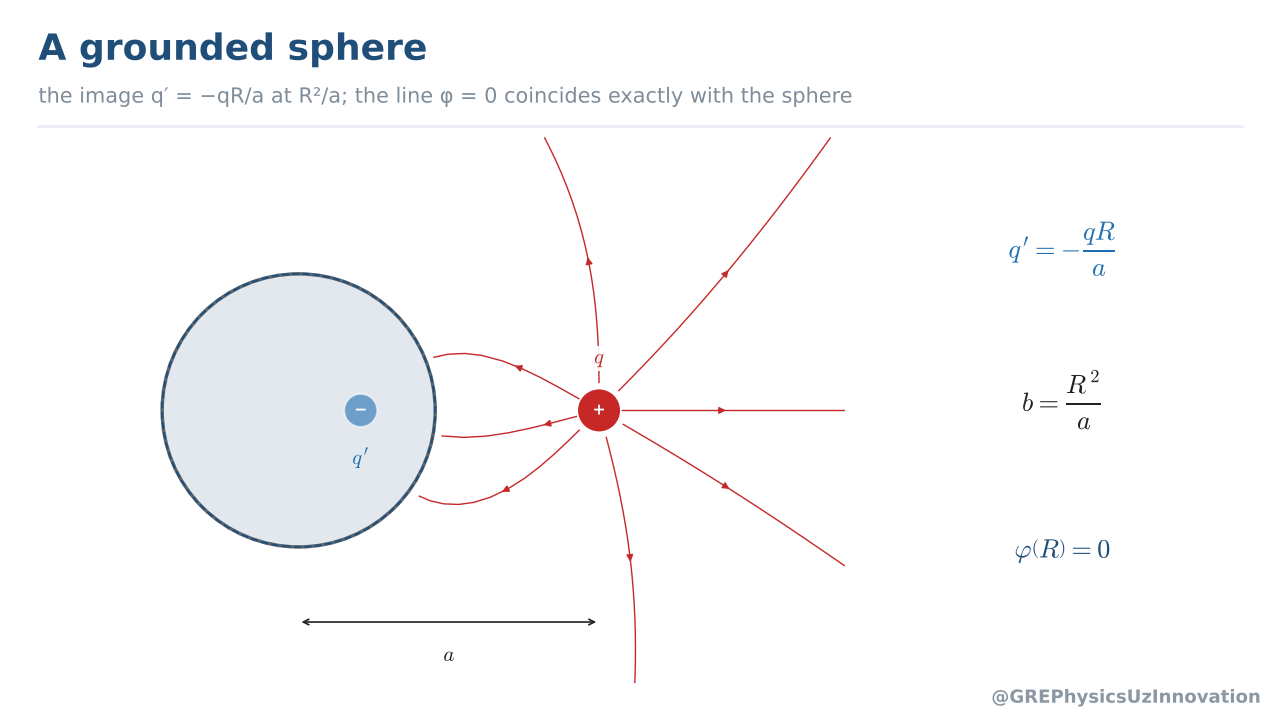 A grounded sphere
the image q′ = −qR/a at R²/a; the line φ = 0 coincides exactly with the sphere
q′ = −qR/a
q
+
−
b = R²/a
q′
φ(R) = 0
a
@GREPhysicsUzInnovation